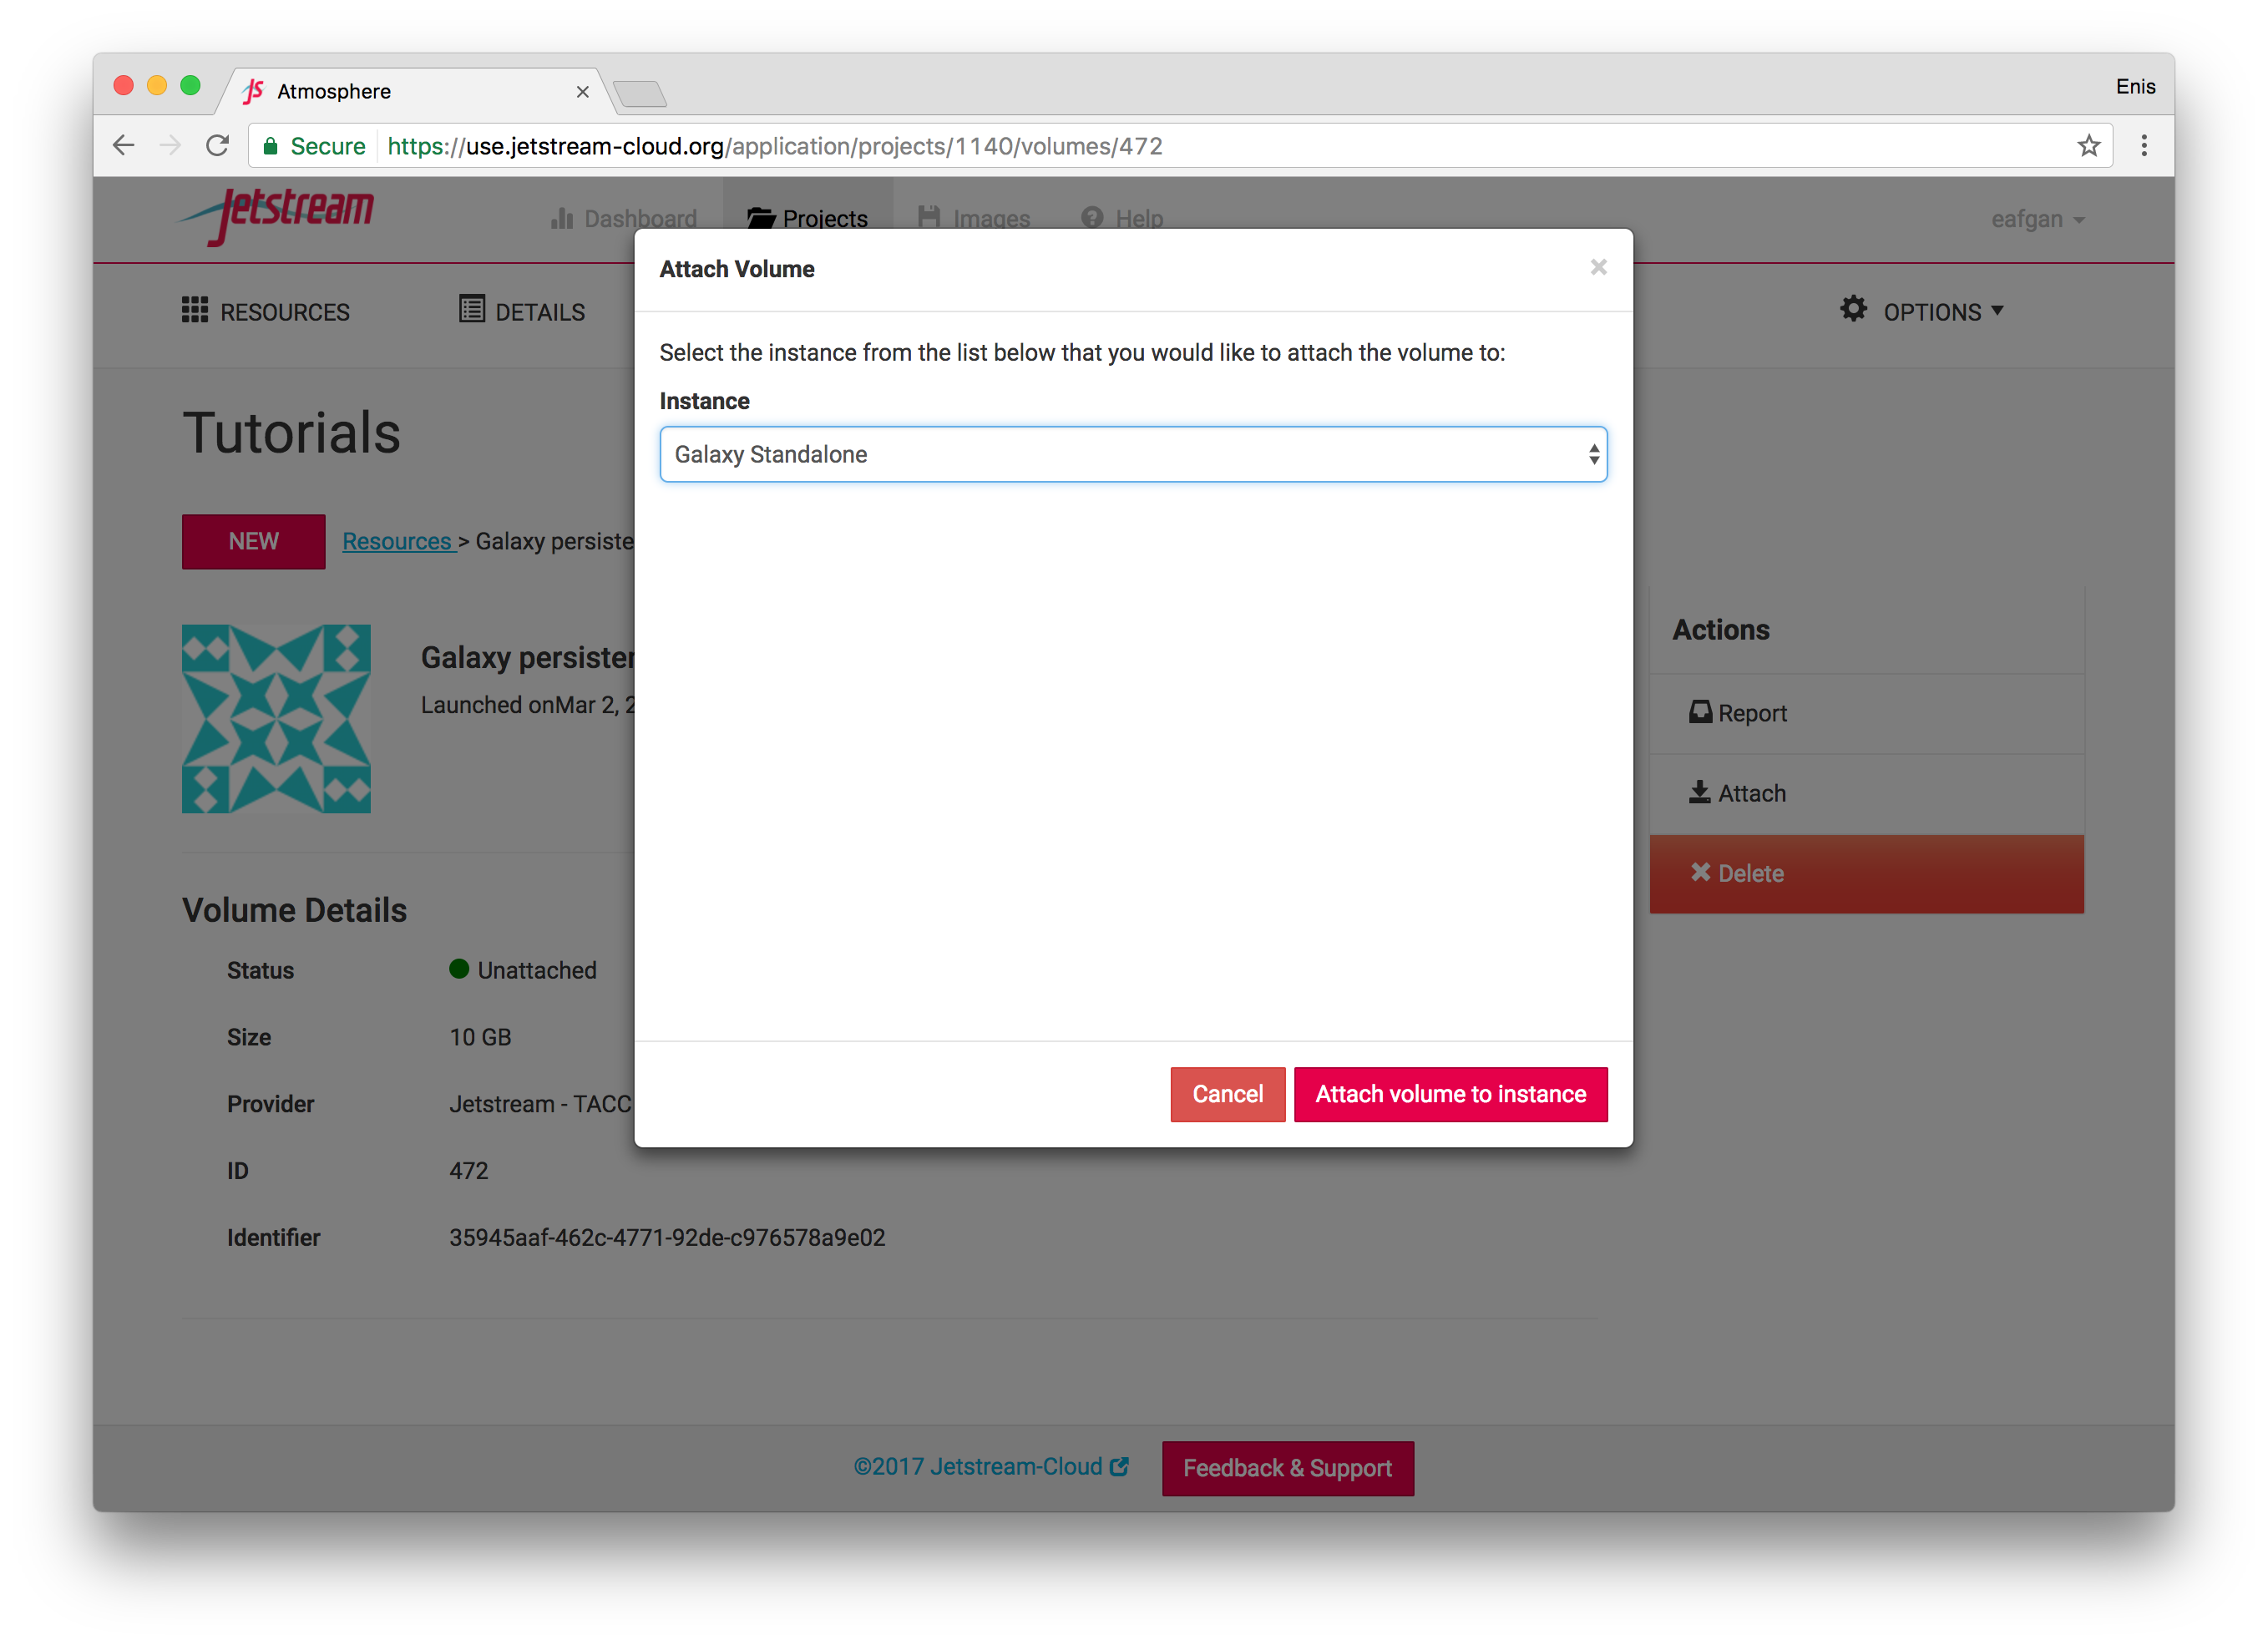 Atmosphere
Enis
Secure https://use.jetstream-cloud.org/application/projects/1140/volumes/472
Jetstream
Dashboard
Projects
Images
Help
eafgan
RESOURCES
DETAILS
OPTIONS
Attach Volume
Select the instance from the list below that you would like to attach the volume to:
Instance
Galaxy Standalone
Cancel
Attach volume to instance
Tutorials
NEW
Resources > Galaxy persiste
Galaxy persister
Launched onMar 2, 2
Actions
Report
Attach
Delete
Volume Details
Status Unattached
Size 10 GB
Provider Jetstream - TACC
ID 472
Identifier 35945aaf-462c-4771-92de-c976578a9e02
©2017 Jetstream-Cloud
Feedback & Support